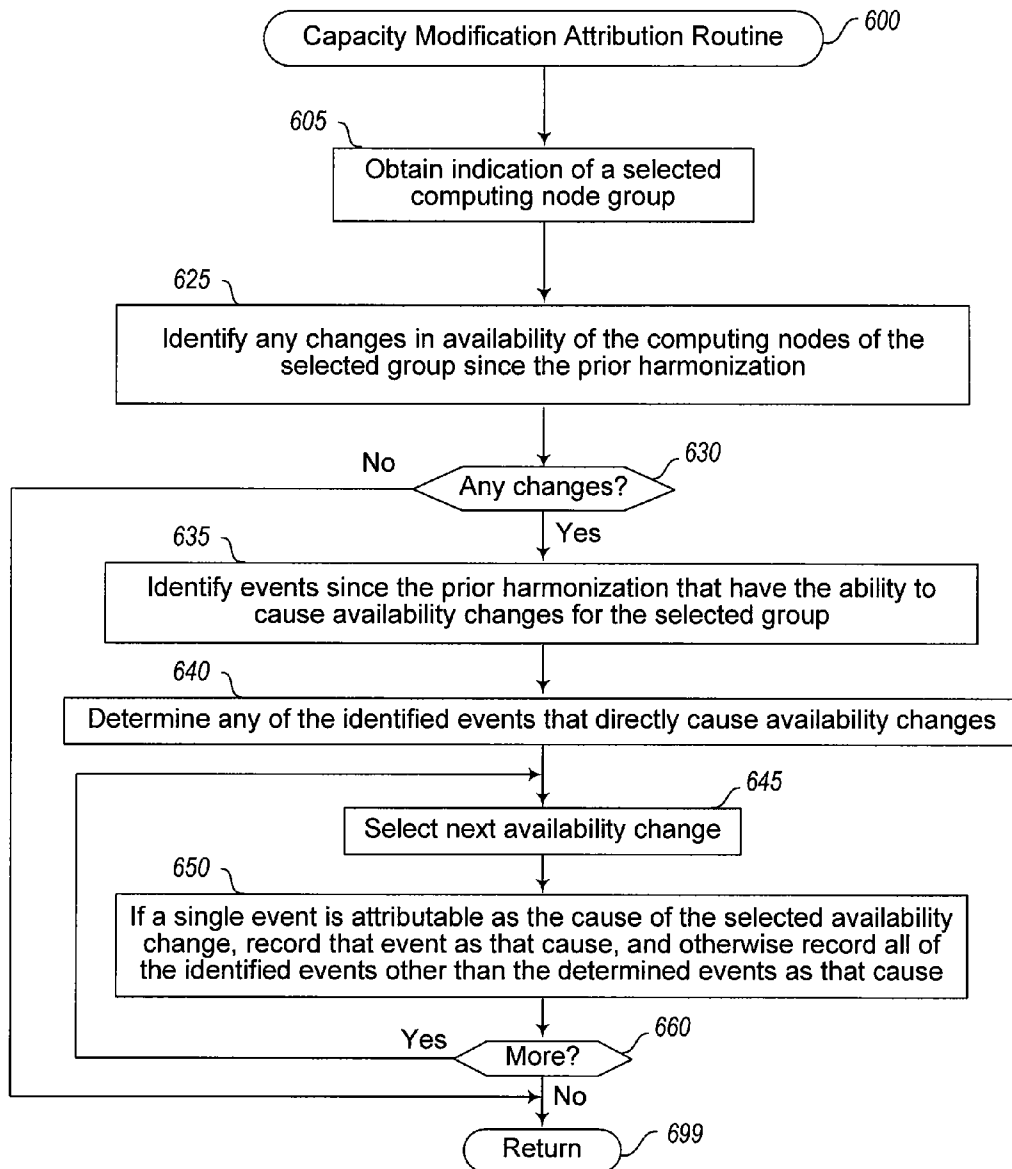 Capacity Modification Attribution Routine
600
605
Obtain indication of a selected
computing node group
625
Identify any changes in availability of the computing nodes of the
selected group since the prior harmonization
No
630
Any changes?
Yes
635
Identify events since the prior harmonization that have the ability to
cause availability changes for the selected group
640
Determine any of the identified events that directly cause availability changes
645
Select next availability change
650
If a single event is attributable as the cause of the selected availability
change, record that event as that cause, and otherwise record all of
the identified events other than the determined events as that cause
Yes
660
More?
No
Return
699